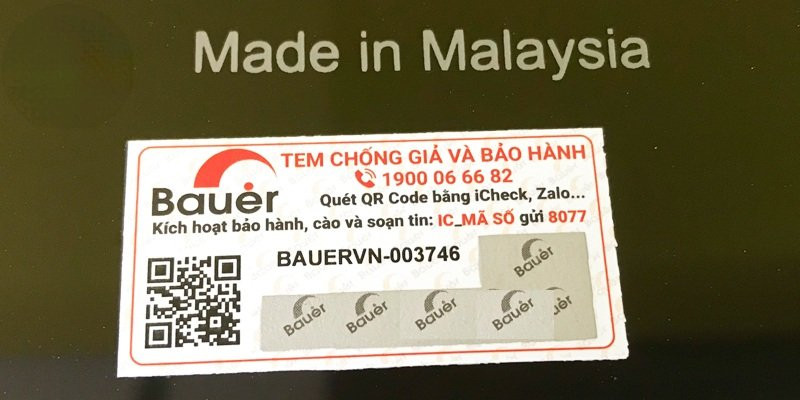 Made in Malaysia
TEM CHỐNG GIẢ VÀ BẢO HÀNH
1900 06 66 82
Bauer
Quét QR Code bằng iCheck, Zalo...
Kích hoạt bảo hành, cào và soạn tin: IC_MÃ SỐ gửi 8077
BAUERVN-003746
Bauer
Bauer Bauer Bauer Bauer